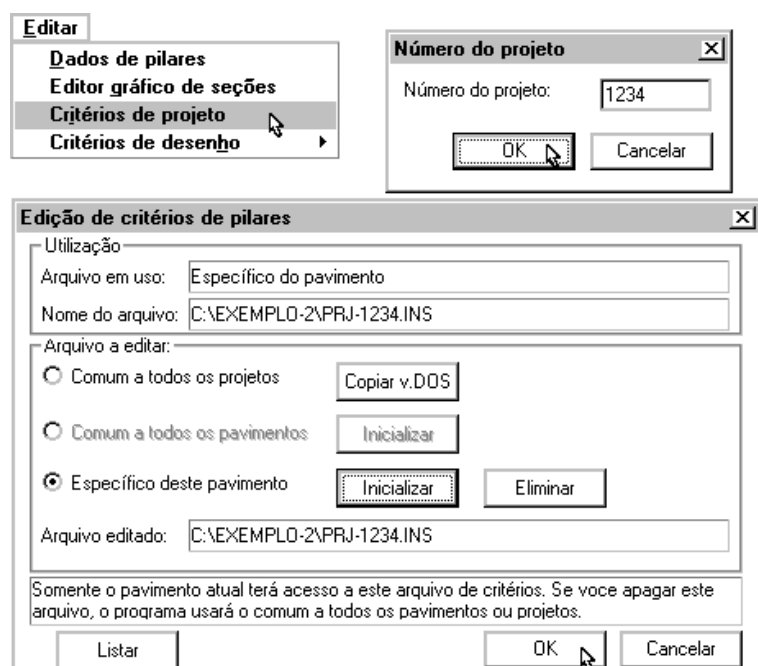 Editar
Dados de pilares
Editor gráfico de seções
Critérios de projeto
Critérios de desenho
Número do projeto
Número do projeto: 1234
OK Cancelar
Edição de critérios de pilares
Utilização
Arquivo em uso: Específico do pavimento
Nome do arquivo: C:\EXEMPLO-2\PRJ-1234.INS
Arquivo a editar:
Comum a todos os projetos Copiar v.DOS
Comum a todos os pavimentos Inicializar
Específico deste pavimento Inicializar Eliminar
Arquivo editado: C:\EXEMPLO-2\PRJ-1234.INS
Somente o pavimento atual terá acesso a este arquivo de critérios. Se voce apagar este
arquivo, o programa usará o comum a todos os pavimentos ou projetos.
Listar OK Cancelar